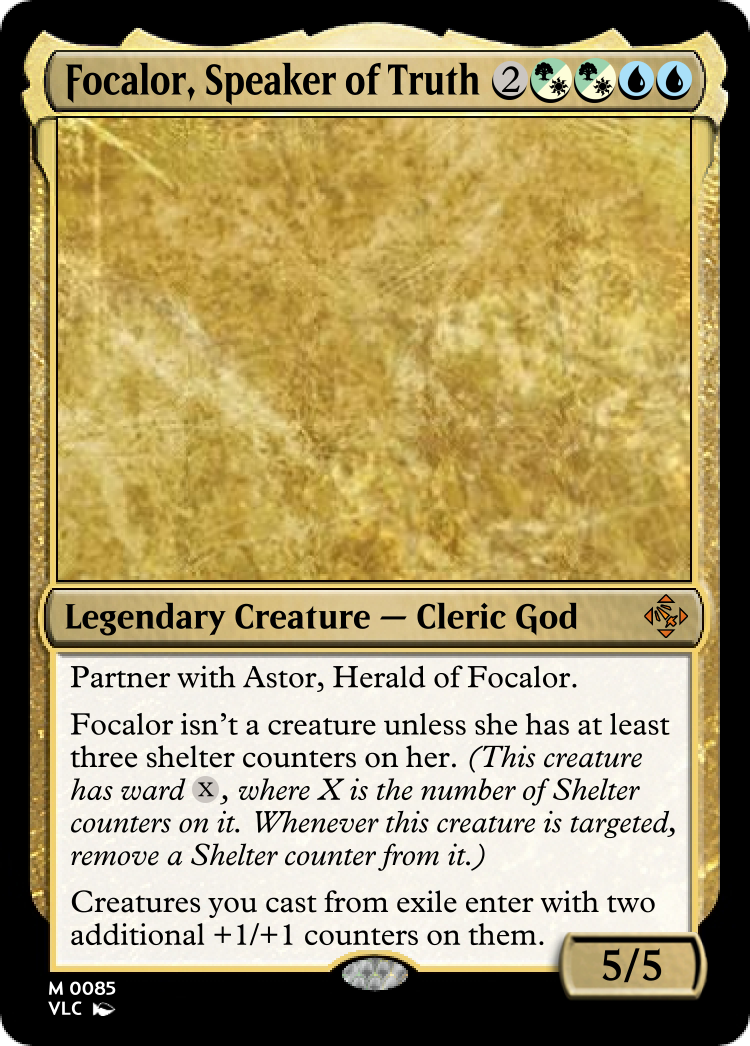 Focalor, Speaker of Truth 2
Legendary Creature — Cleric God
Partner with Astor, Herald of Focalor.
Focalor isn't a creature unless she has at least
three shelter counters on her. (This creature
has ward X, where X is the number of Shelter
counters on it. Whenever this creature is targeted,
remove a Shelter counter from it.)
Creatures you cast from exile enter with two
additional +1/+1 counters on them.
5/5
M 0085
VLC